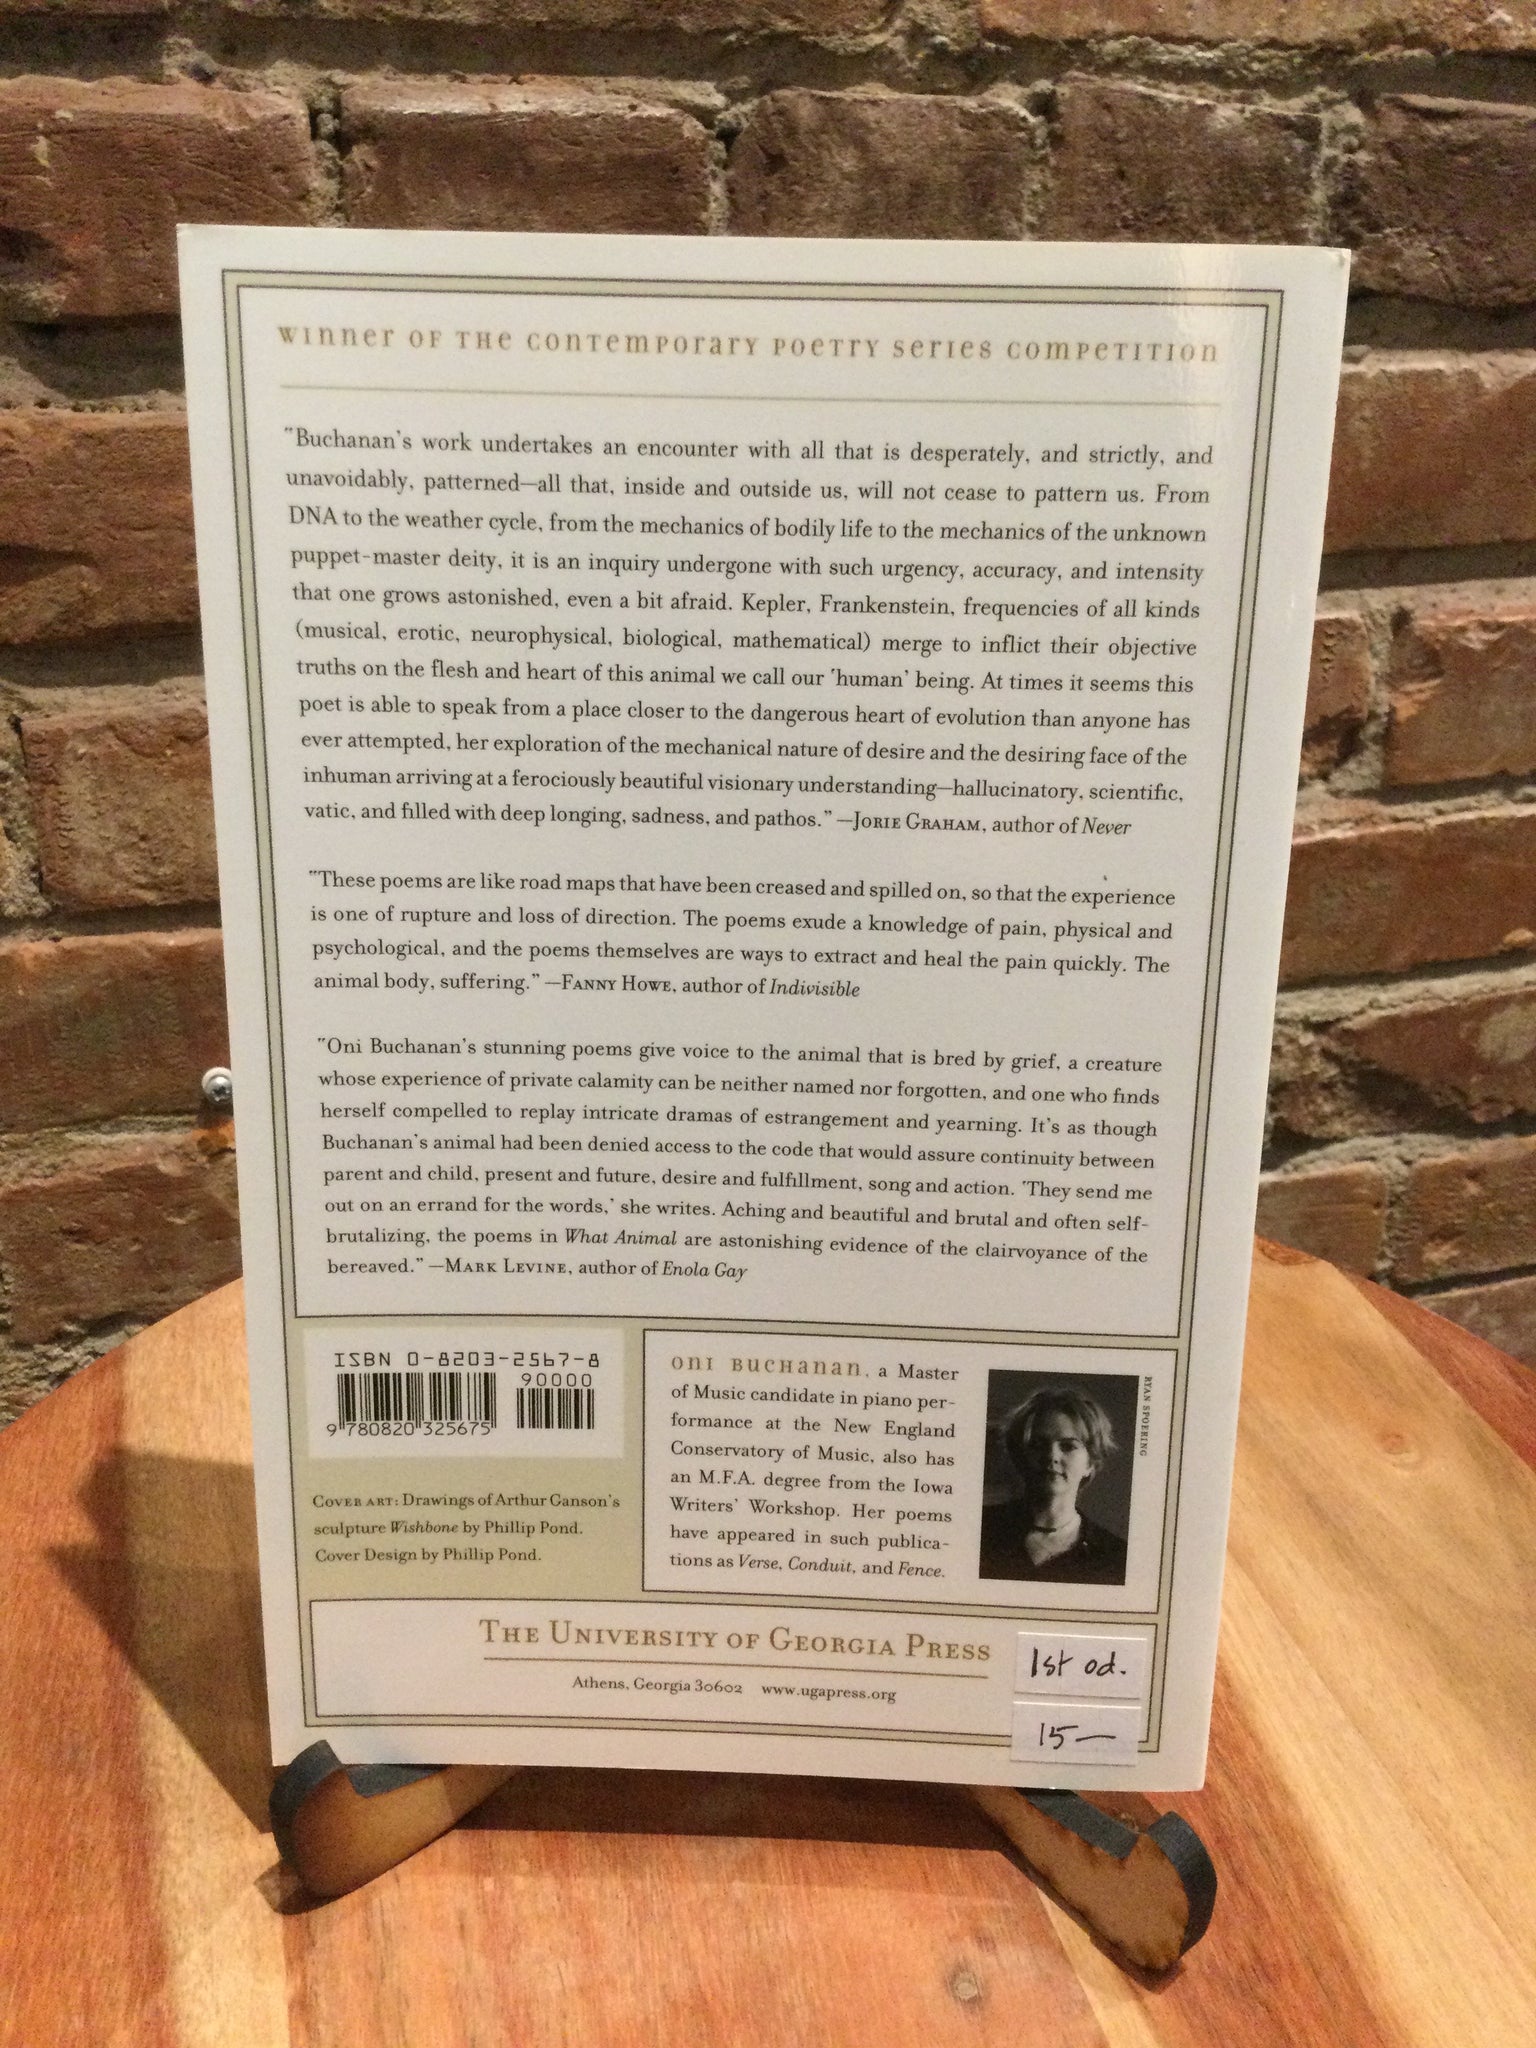 Winner of the Contemporary Poetry Series Competition
"Buchanan's work undertakes an encounter with all that is desperately, and strictly, and
unavoidably, patterned—all that, inside and outside us, will not cease to pattern us. From
DNA to the weather cycle, from the mechanics of bodily life to the mechanics of the unknown
puppet-master deity, it is an inquiry undergone with such urgency, accuracy, and intensity
that one grows astonished, even a bit afraid. Kepler, Frankenstein, frequencies of all kinds
(musical, erotic, neurophysical, biological, mathematical) merge to inflict their objective
truths on the flesh and heart of this animal we call our 'human' being. At times it seems this
poet is able to speak from a place closer to the dangerous heart of evolution than anyone has
ever attempted, her exploration of the mechanical nature of desire and the desiring face of the
inhuman arriving at a ferociously beautiful visionary understanding—hallucinatory, scientific,
vatic, and filled with deep longing, sadness, and pathos." —Jorie Graham, author of Never
"These poems are like road maps that have been creased and spilled on, so that the experience
is one of rupture and loss of direction. The poems exude a knowledge of pain, physical and
psychological, and the poems themselves are ways to extract and heal the pain quickly. The
animal body, suffering." —Fanny Howe, author of Indivisible
"Oni Buchanan's stunning poems give voice to the animal that is bred by grief, a creature
whose experience of private calamity can be neither named nor forgotten, and one who finds
herself compelled to replay intricate dramas of estrangement and yearning. It's as though
Buchanan's animal had been denied access to the code that would assure continuity between
parent and child, present and future, desire and fulfillment, song and action. 'They send me
out on an errand for the words,' she writes. Aching and beautiful and brutal and often self-
brutalizing, the poems in What Animal are astonishing evidence of the clairvoyance of the
bereaved." —Mark Levine, author of Enola Gay
ISBN 0-8203-2567-8
90000
9 780820 325675
Cover art: Drawings of Arthur Ganson's
sculpture Wishbone by Phillip Pond.
Cover Design by Phillip Pond.
Oni Buchanan, a Master
of Music candidate in piano per-
formance at the New England
Conservatory of Music, also has
an M.F.A. degree from the Iowa
Writers' Workshop. Her poems
have appeared in such publica-
tions as Verse, Conduit, and Fence.
RYAN SPOERING
The University of Georgia Press
Athens, Georgia 30602 www.ugapress.org
1st ed.
15—